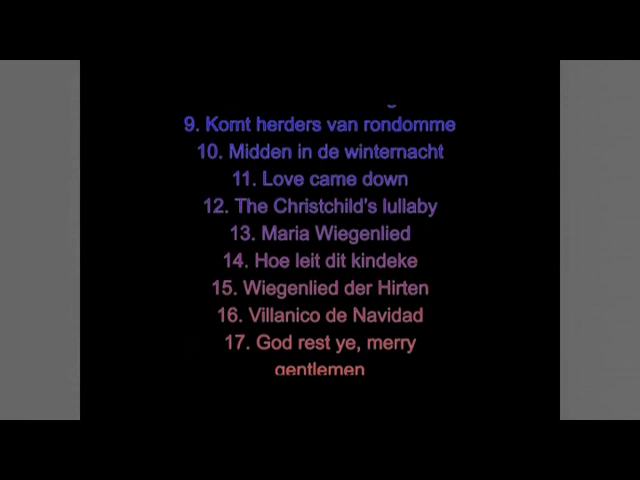 9. Komt herders van rondomme
10. Midden in de winternacht
11. Love came down
12. The Christchild's lullaby
13. Maria Wiegenlied
14. Hoe leit dit kindeke
15. Wiegenlied der Hirten
16. Villanico de Navidad
17. God rest ye, merry
gentlemen